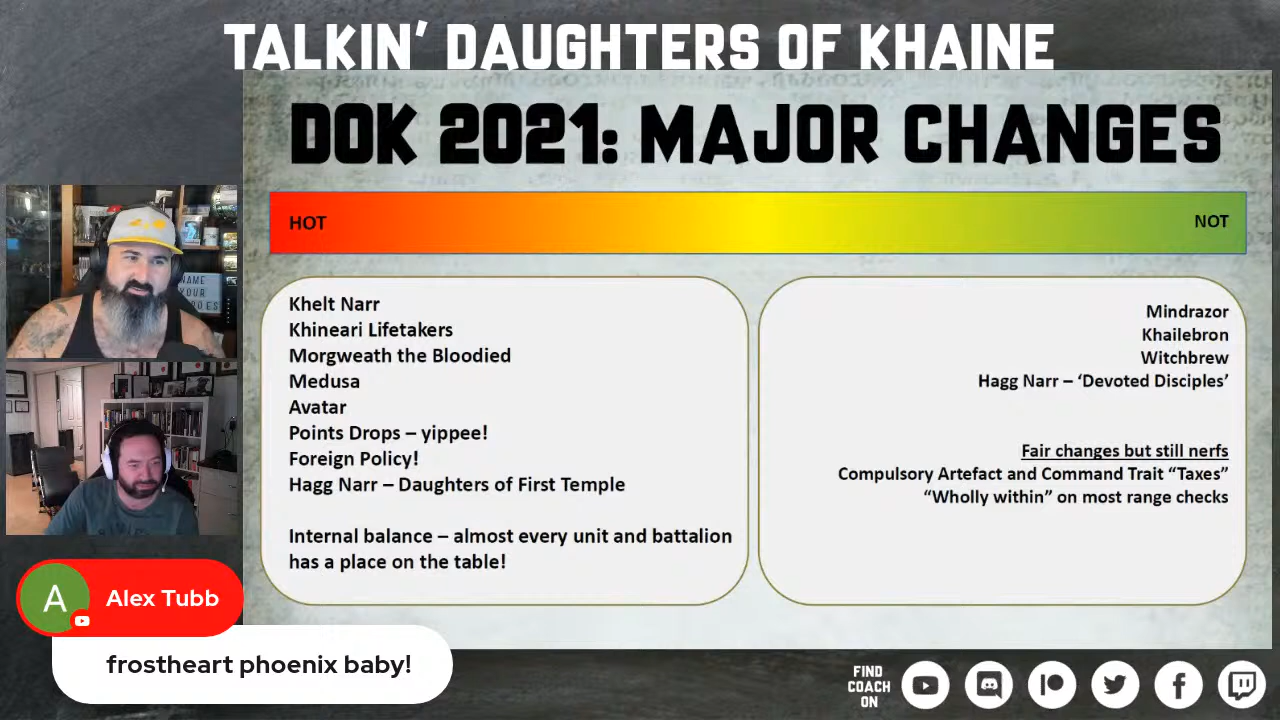 TALKIN' DAUGHTERS OF KHAINE
DOK 2021: MAJOR CHANGES
HOT
NOT
Khelt Narr
Khineari Lifetakers
Morgweath the Bloodied
Medusa
Avatar
Points Drops – yippee!
Foreign Policy!
Hagg Narr – Daughters of First Temple
Internal balance – almost every unit and battalion
has a place on the table!
Mindrazor
Khailebron
Witchbrew
Hagg Narr – ‘Devoted Disciples’
Fair changes but still nerfs
Compulsory Artefact and Command Trait “Taxes”
“Wholly within” on most range checks
NAME
YOUR
A
Alex Tubb
frostheart phoenix baby!
FIND
COACH
ON